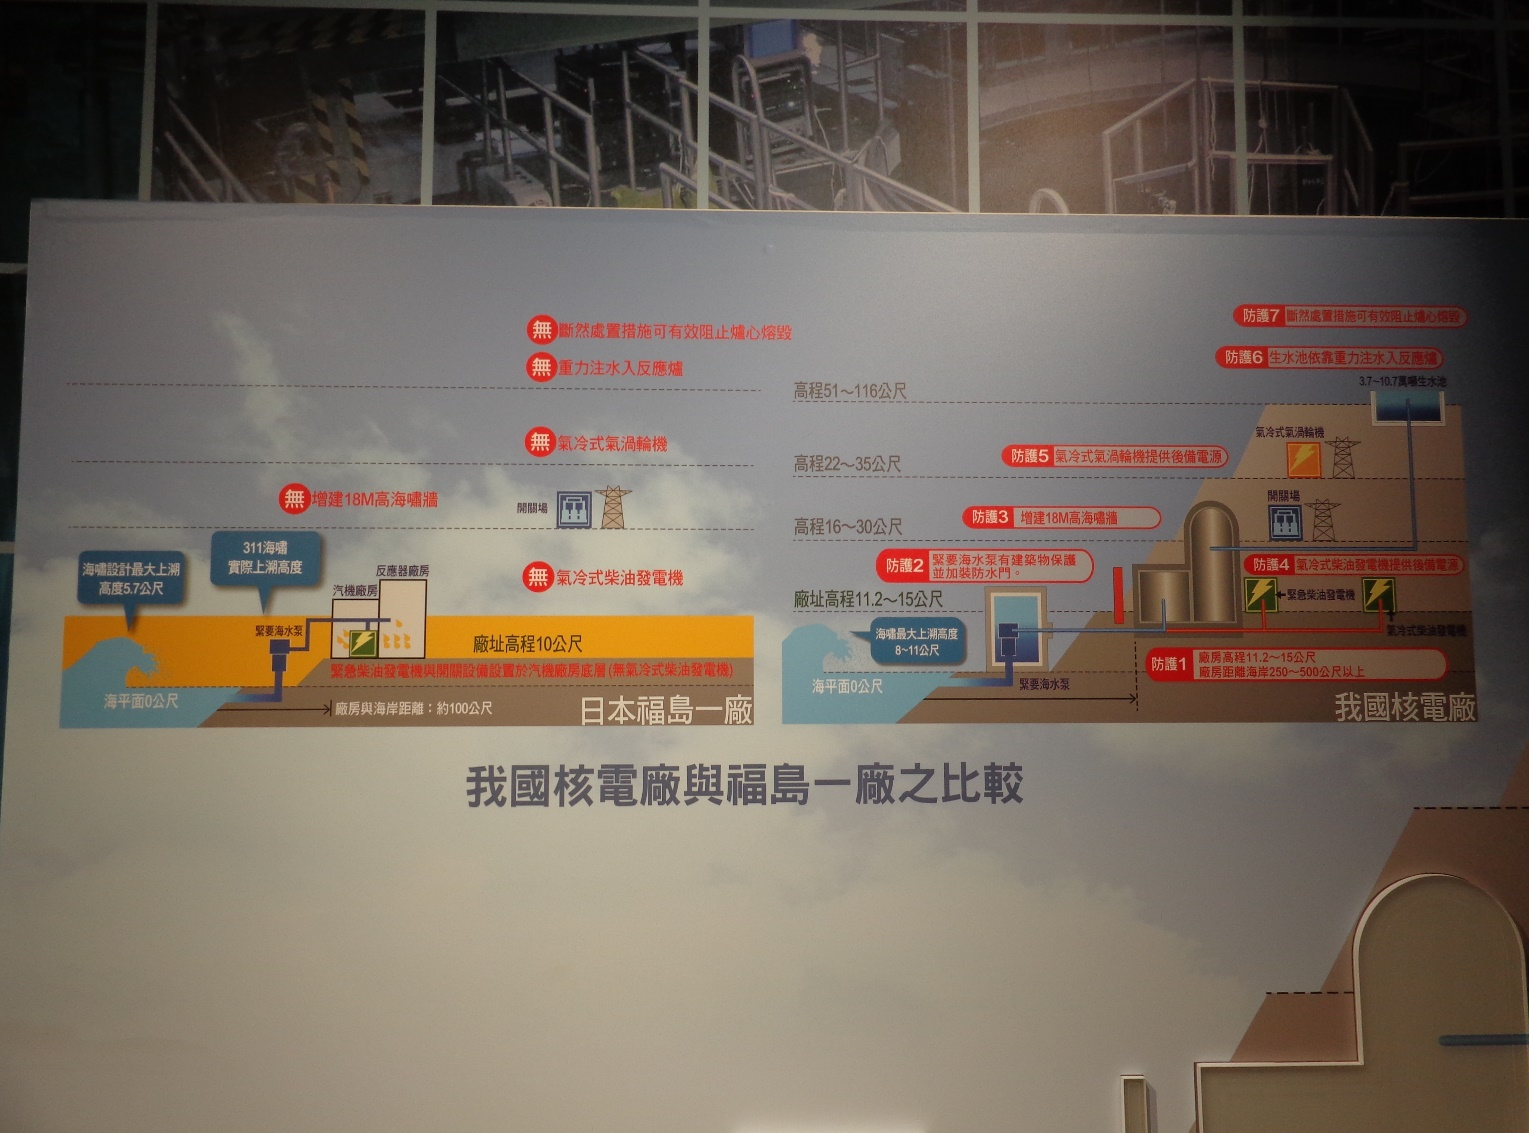 無 斷然處置措施可有效阻止爐心熔毀
無 重力注水入反應爐
無 氣冷式氣渦輪機
無 增建18M高海嘯牆
開關場
海嘯設計最大上溯
高度5.7公尺
311海嘯
實際上溯高度
無 氣冷式柴油發電機
反應器廠房
汽機廠房
緊要海水泵
廠址高程10公尺
緊急柴油發電機與開關設備設置於汽機廠房底層(無氣冷式柴油發電機)
海平面0公尺
廠房與海岸距離：約100公尺
日本福島一廠
防護7 斷然處置措施可有效阻止爐心熔毀
防護6 生水池依靠重力注水入反應爐
3.7~10.7萬噸生水池
高程51～116公尺
氣冷式氣渦輪機
防護5 氣冷式氣渦輪機提供後備電源
高程22～35公尺
開關場
防護3 增建18M高海嘯牆
高程16～30公尺
防護2 緊要海水泵有建築物保護
並加裝防水門。
防護4 氣冷式柴油發電機提供後備電源
緊急柴油發電機
廠址高程11.2～15公尺
氣冷式柴油發電機
海嘯最大上溯高度
8~11公尺
防護1 廠房高程11.2～15公尺
廠房距離海岸250～500公尺以上
海平面0公尺
緊要海水泵
我國核電廠
我國核電廠與福島一廠之比較